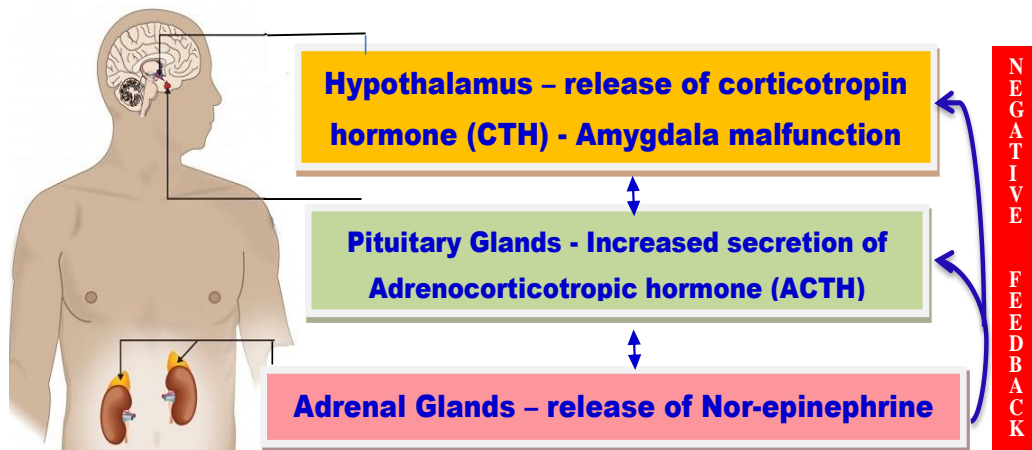 Hypothalamus – release of corticotropin
hormone (CTH) - Amygdala malfunction
Pituitary Glands - Increased secretion of
Adrenocorticotropic hormone (ACTH)
Adrenal Glands – release of Nor-epinephrine
NEGATIVE FEEDBACK